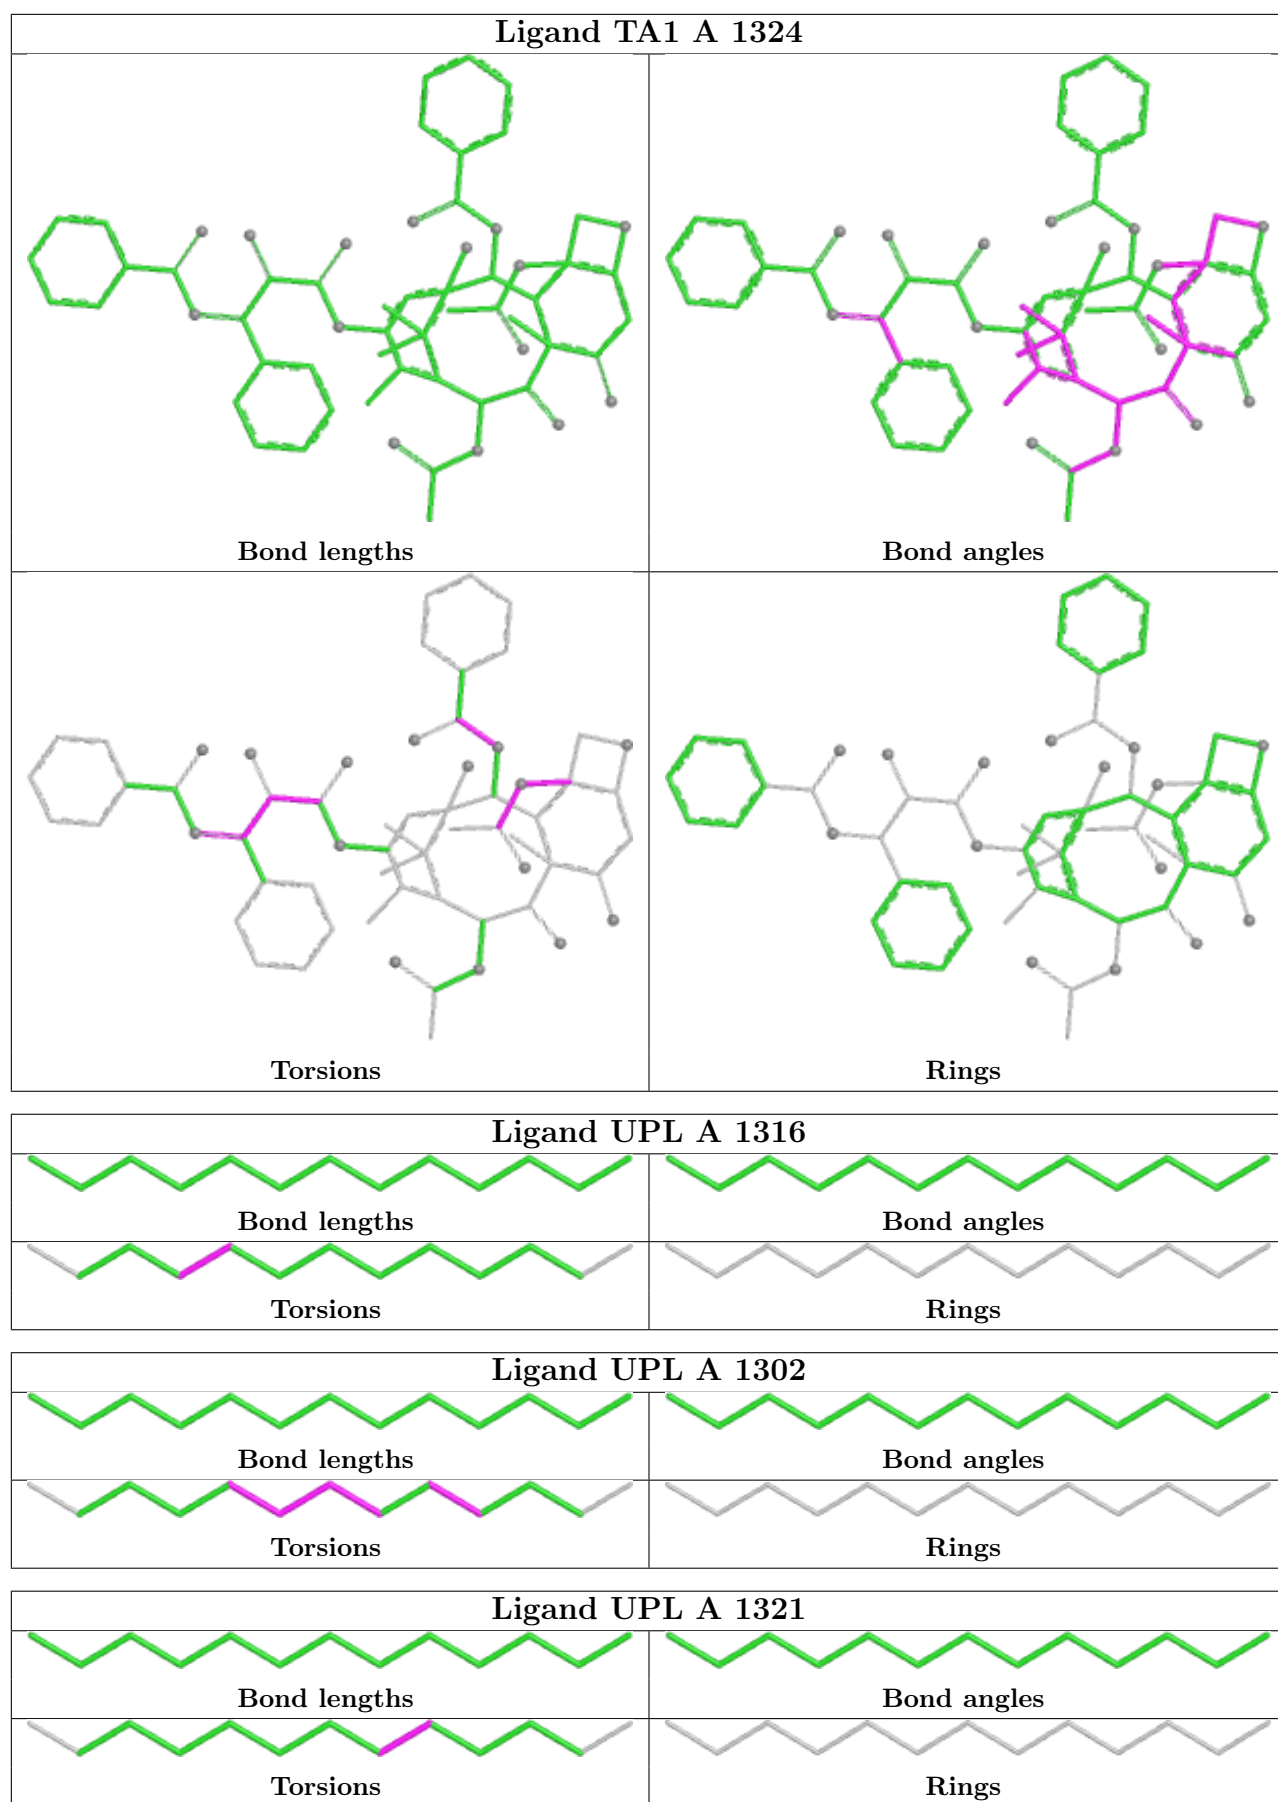 Ligand TA1 A 1324
Bond lengths Bond angles
Torsions Rings
Ligand UPL A 1316
Bond lengths Bond angles
Torsions Rings
Ligand UPL A 1302
Bond lengths Bond angles
Torsions Rings
Ligand UPL A 1321
Bond lengths Bond angles
Torsions Rings